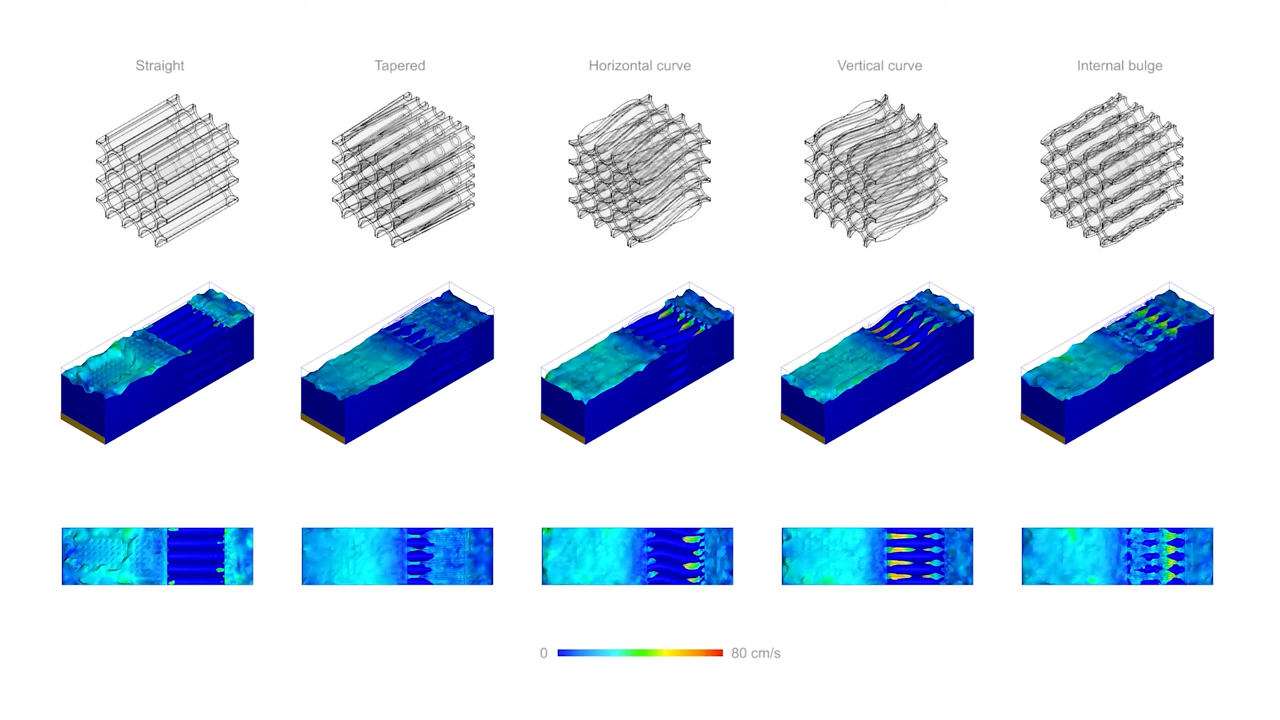 Straight
Tapered
Horizontal curve
Vertical curve
Internal bulge
0
80 cm/s